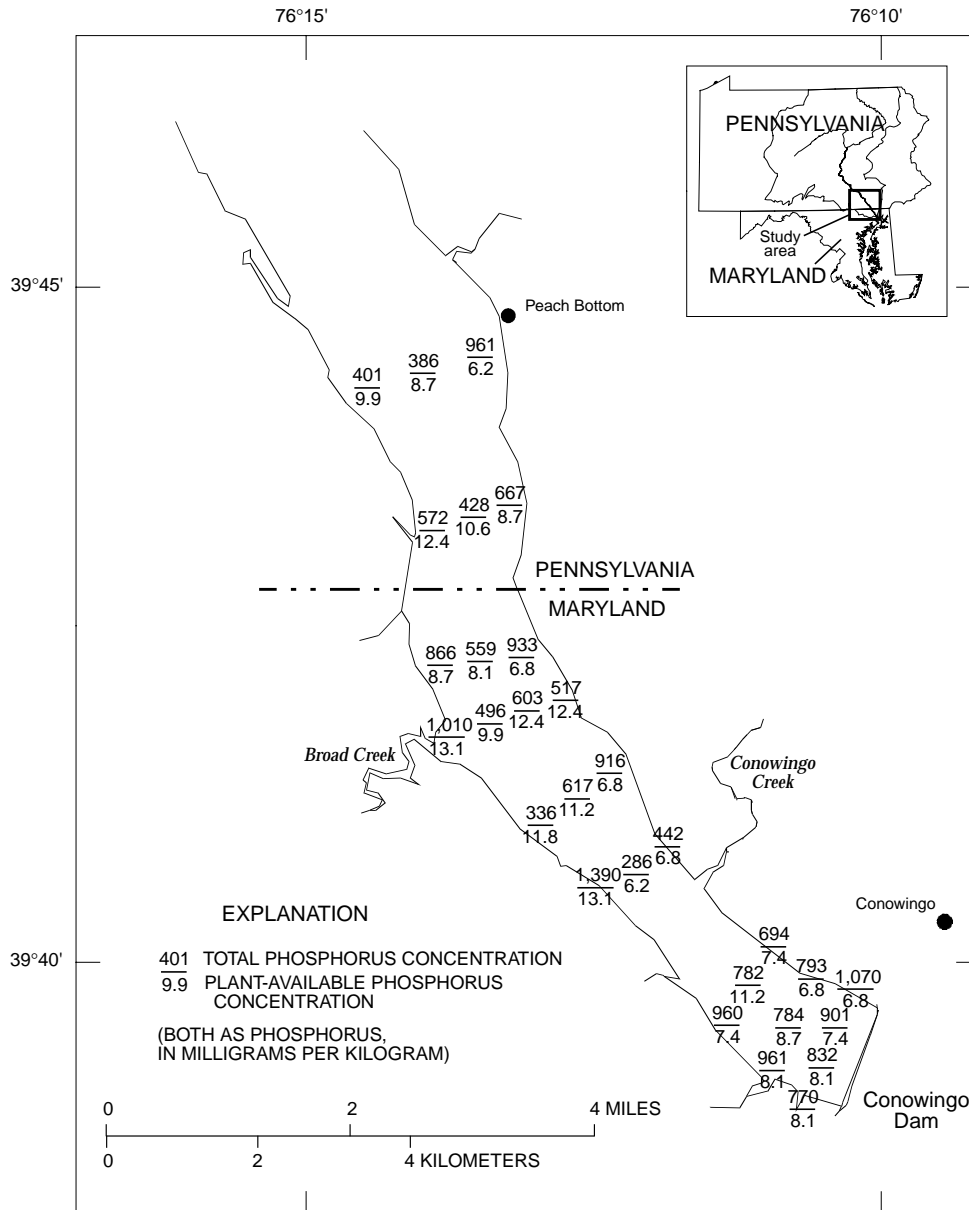 76°15'
76°10'
PENNSYLVANIA
Study
area
MARYLAND
39°45'
Peach Bottom
961
6.2
386
8.7
401
9.9
667
8.7
428
10.6
572
12.4
PENNSYLVANIA
MARYLAND
866
8.7
559
8.1
933
6.8
517
12.4
603
12.4
496
9.9
1,010
13.1
Broad Creek
Conowingo
Creek
916
6.8
617
11.2
336
11.8
442
6.8
286
6.2
1,390
13.1
Conowingo
EXPLANATION
39°40'
401 TOTAL PHOSPHORUS CONCENTRATION
9.9 PLANT-AVAILABLE PHOSPHORUS
CONCENTRATION
(BOTH AS PHOSPHORUS,
IN MILLIGRAMS PER KILOGRAM)
694
7.4
793
6.8
1,070
6.8
782
11.2
960
7.4
784
8.7
901
7.4
961
8.1
832
8.1
770
8.1
Conowingo
Dam
0 2 4 MILES
0 2 4 KILOMETERS